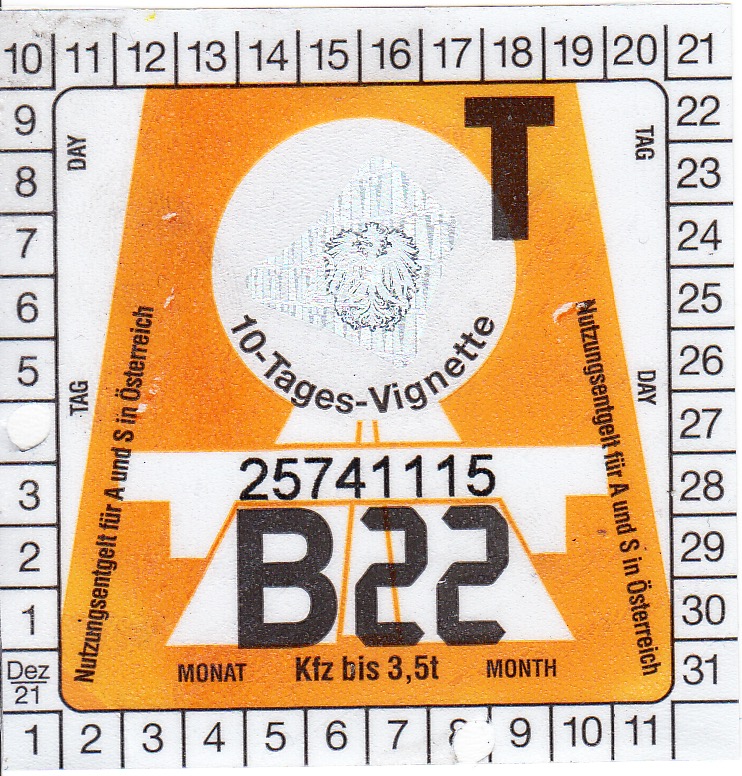 10 11 12 13 14 15 16 17 18 19 20 21
9
8
7
6
5
3
2
1
Dez
21
22
23
24
25
26
27
28
29
30
31
DAY
TAG
T
TAG
DAY
10-Tages-Vignette
Nutzungsentgelt für A und S in Österreich
Nutzungsentgelt für A und S in Österreich
25741115
B22
MONAT Kfz bis 3,5t MONTH
1 2 3 4 5 6 7 8 9 10 11